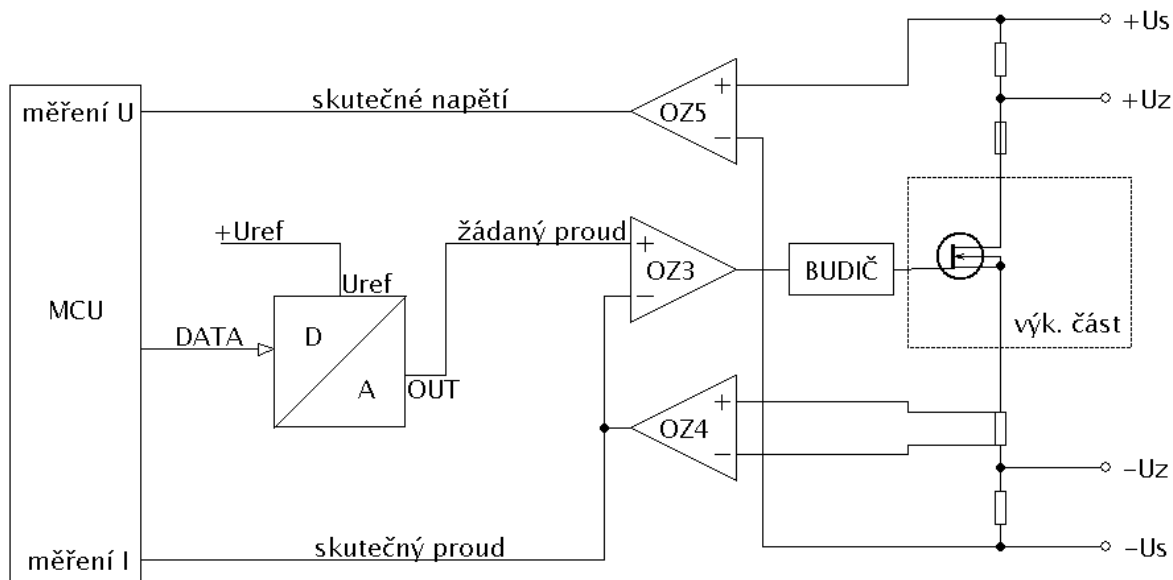 +Us
měření U
skutečné napětí
+
OZ5
−
+Uz
+Uref
žádaný proud
+
OZ3
−
BUDIČ
Uref
MCU
DATA
D
A
OUT
výk. část
+
OZ4
−
−Uz
měření I
skutečný proud
−Us